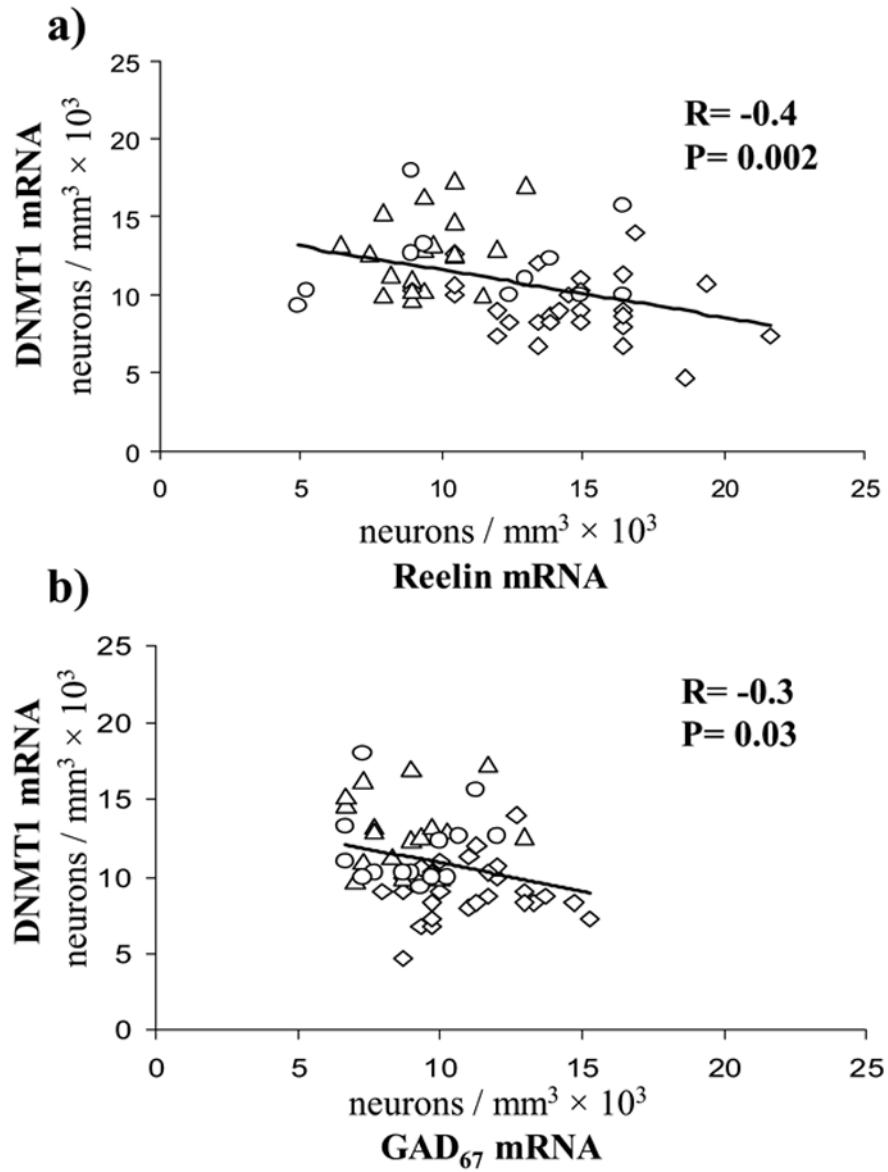 a)
DNMT1 mRNA
neurons / mm³ × 10³
25
20
15
10
5
0
R= -0.4
P= 0.002
0 5 10 15 20 25
neurons / mm³ × 10³
Reelin mRNA
b)
DNMT1 mRNA
neurons / mm³ × 10³
25
20
15
10
5
0
R= -0.3
P= 0.03
0 5 10 15 20 25
neurons / mm³ × 10³
GAD₆₇ mRNA